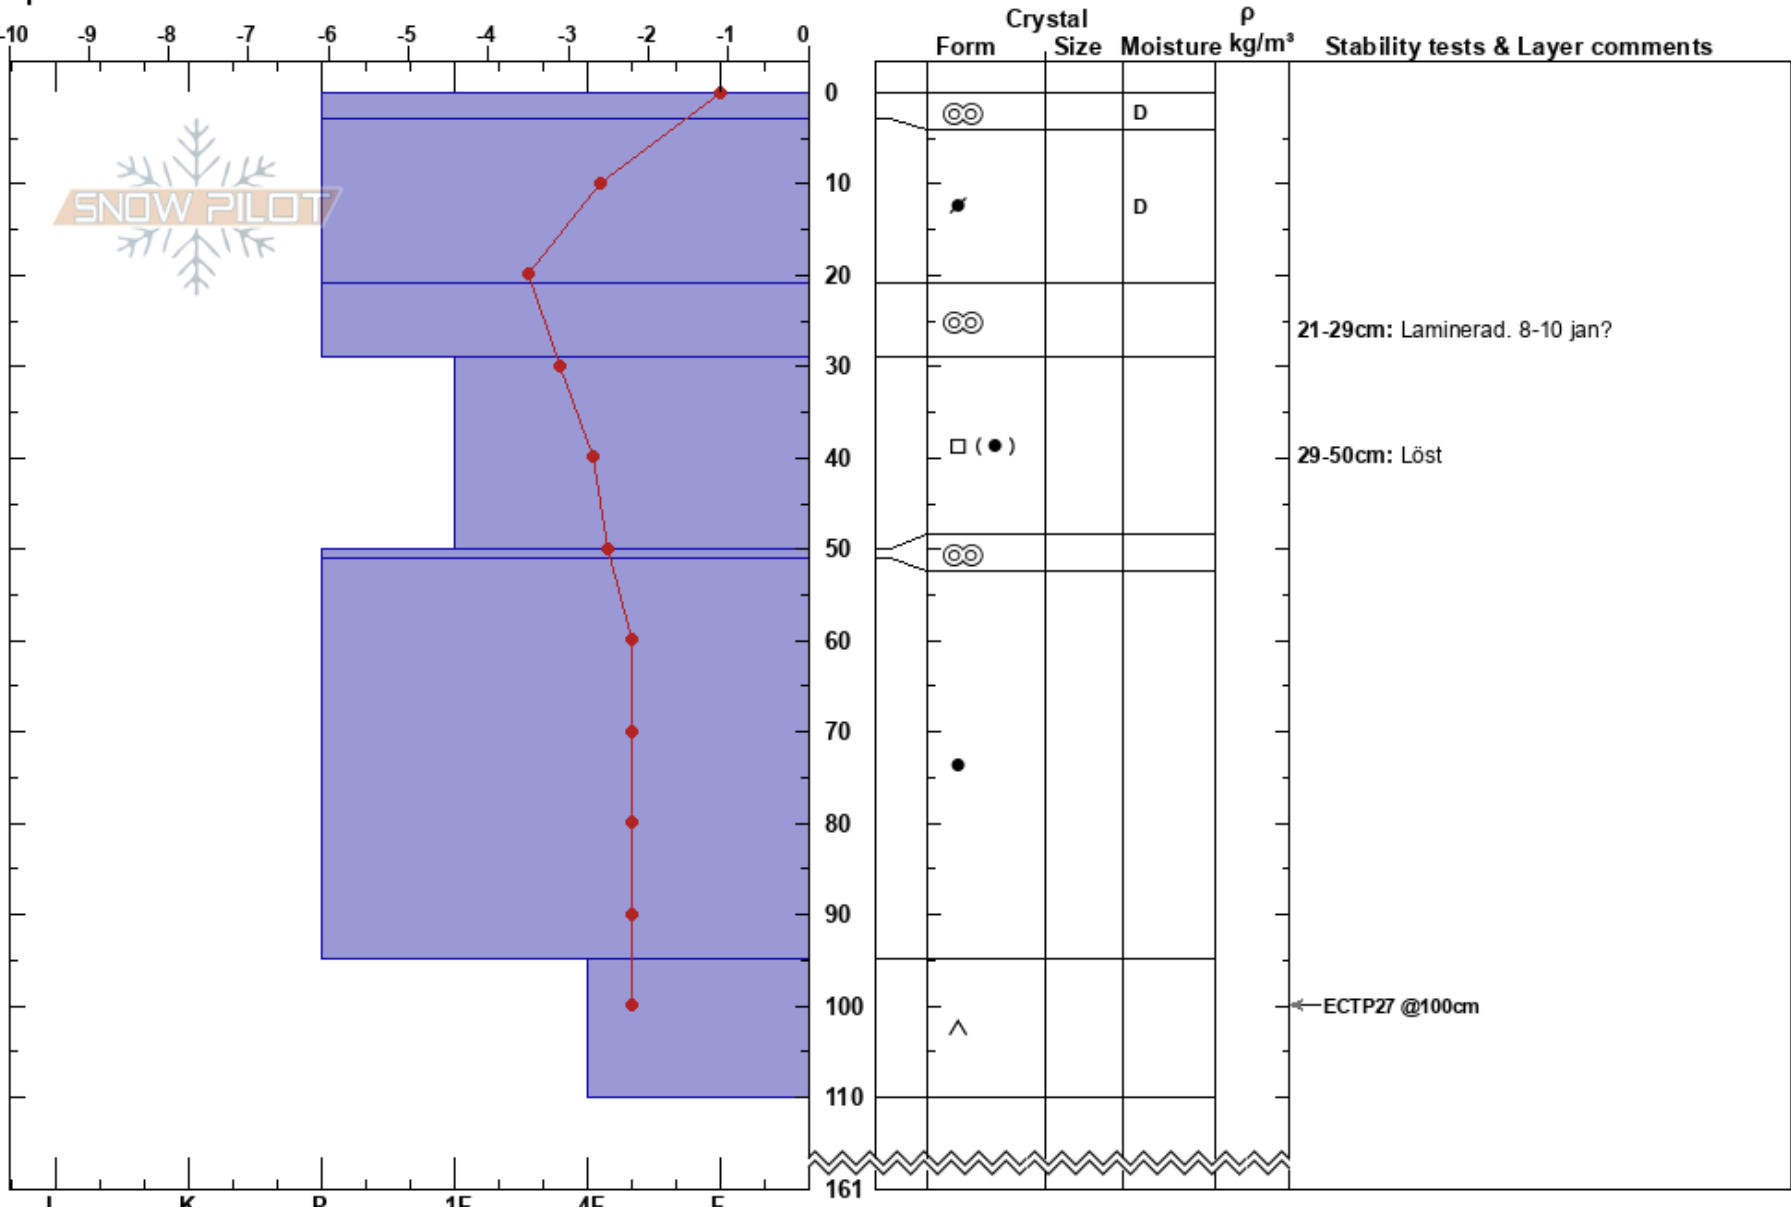 Crystal ρ
-10 -9 -8 -7 -6 -5 -4 -3 -2 -1 0
Form Size Moisture kg/m³ Stability tests & Layer comments
0
D
SNOW PILOT
10
D
20
21-29cm: Laminerad. 8-10 jan?
30
( )
29-50cm: Löst
40
50
60
70
80
90
100
ECTP27 @100cm
110
161
I K P 1F 4F F